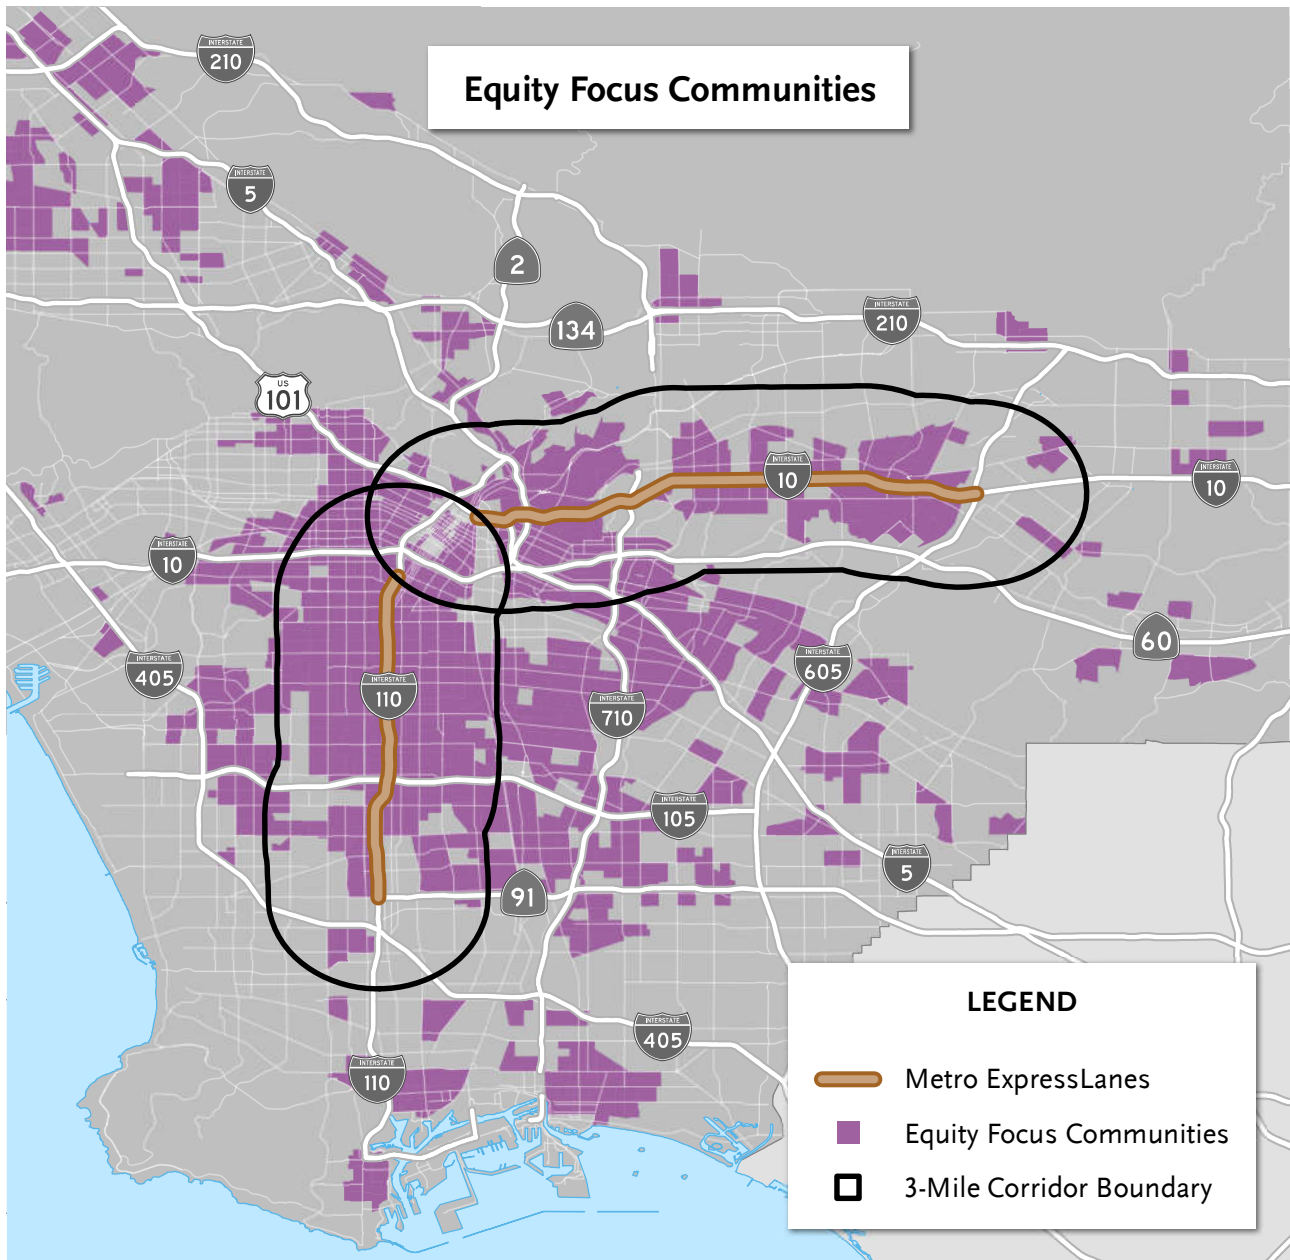 Equity Focus Communities
INTERSTATE
210
INTERSTATE
5
2
134
INTERSTATE
210
US
101
INTERSTATE
10
INTERSTATE
10
INTERSTATE
10
INTERSTATE
405
INTERSTATE
110
INTERSTATE
710
INTERSTATE
605
60
INTERSTATE
105
INTERSTATE
5
91
INTERSTATE
405
INTERSTATE
110
LEGEND
Metro ExpressLanes
Equity Focus Communities
3-Mile Corridor Boundary